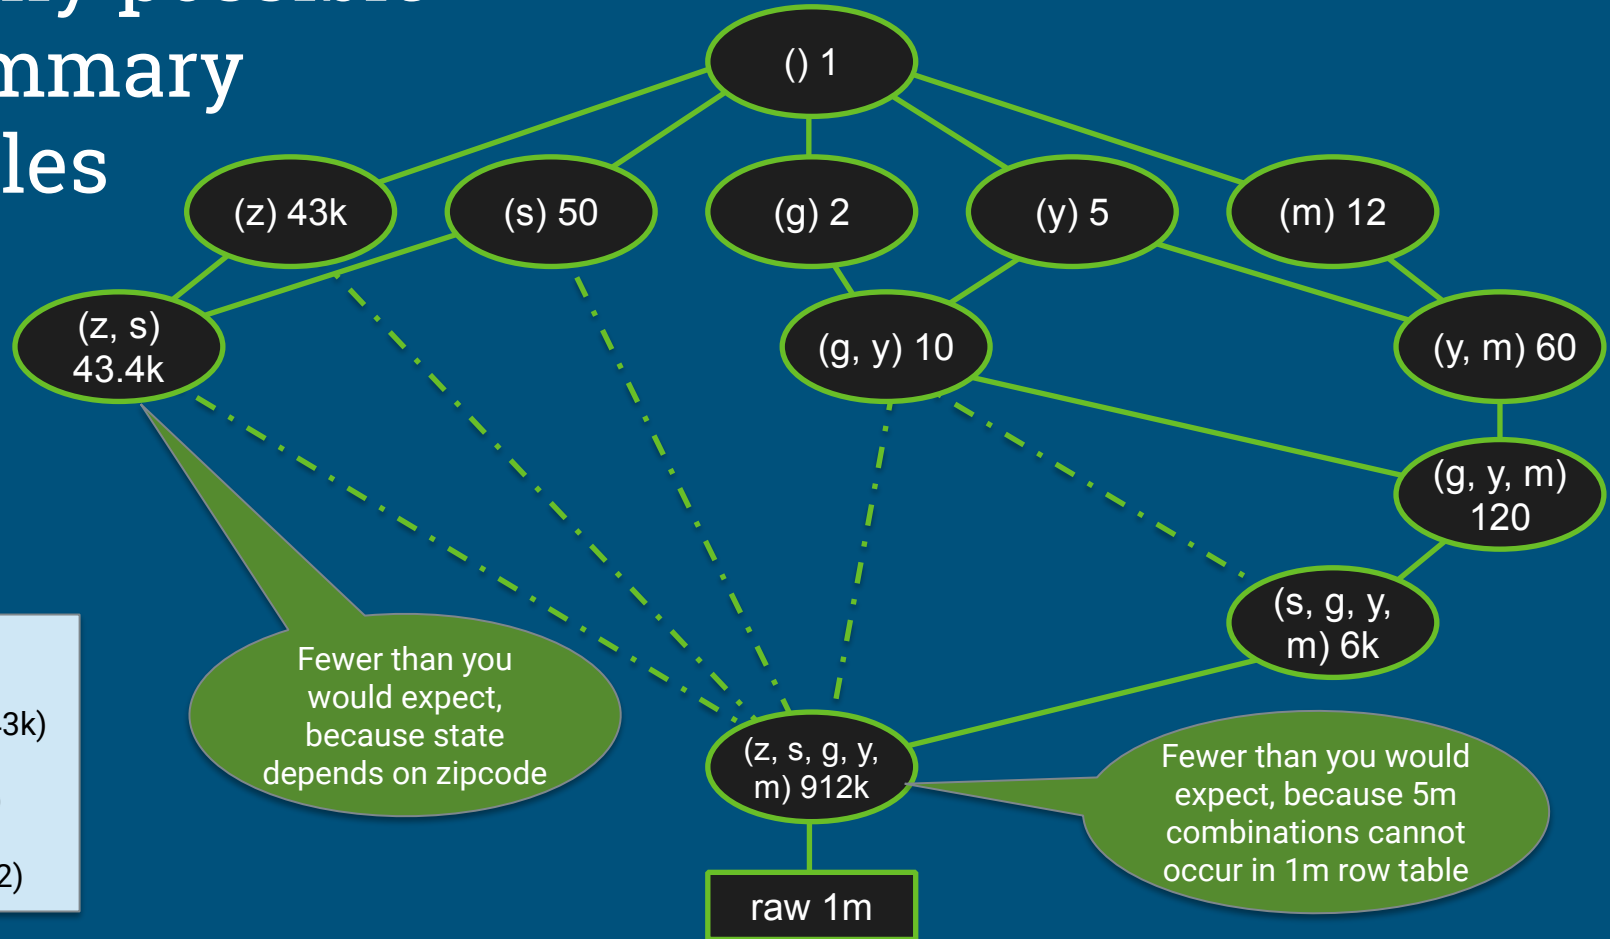 mmary
les
() 1
(z) 43k
(s) 50
(g) 2
(y) 5
(m) 12
(z, s)
43.4k
(g, y) 10
(y, m) 60
(g, y, m)
120
(s, g, y,
m) 6k
Fewer than you
would expect,
because state
depends on zipcode
(z, s, g, y,
m) 912k
Fewer than you would
expect, because 5m
combinations cannot
occur in 1m row table
raw 1m
3k)
2)